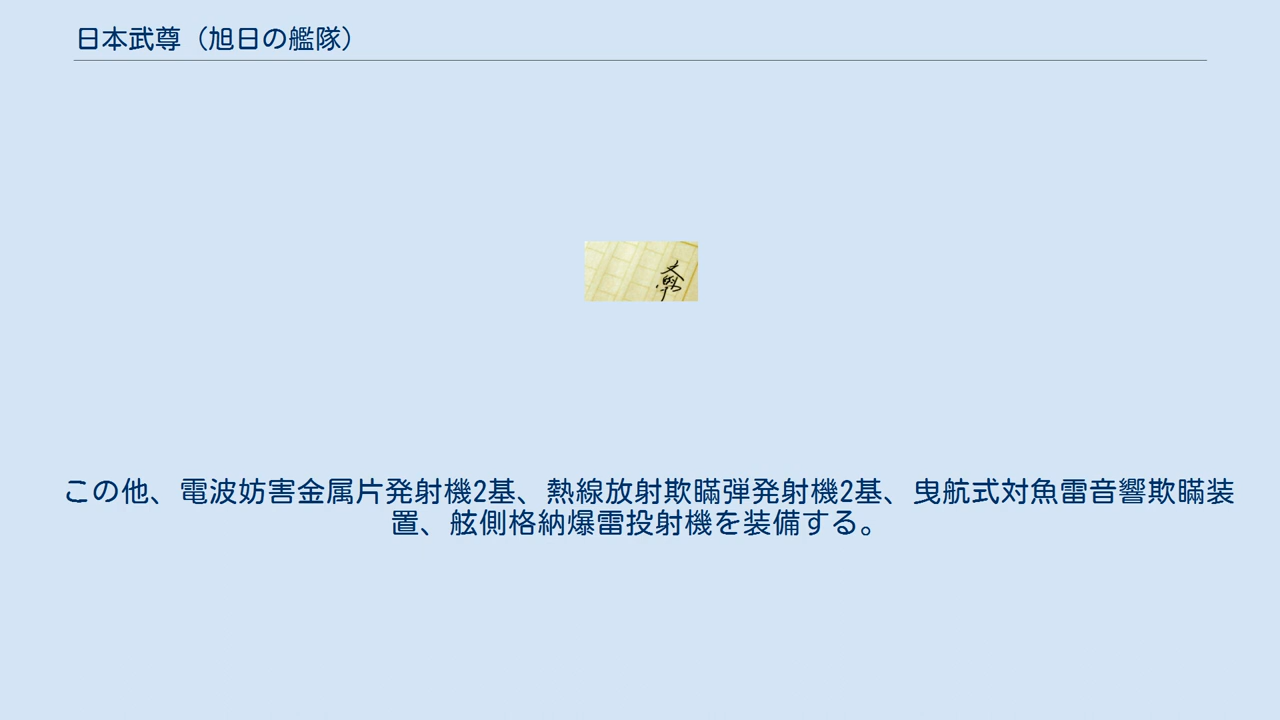 日本武尊（旭日の艦隊）
この他、電波妨害金属片発射機2基、熱線放射欺瞞弾発射機2基、曳航式対魚雷音響欺瞞装
置、舷側格納爆雷投射機を装備する。